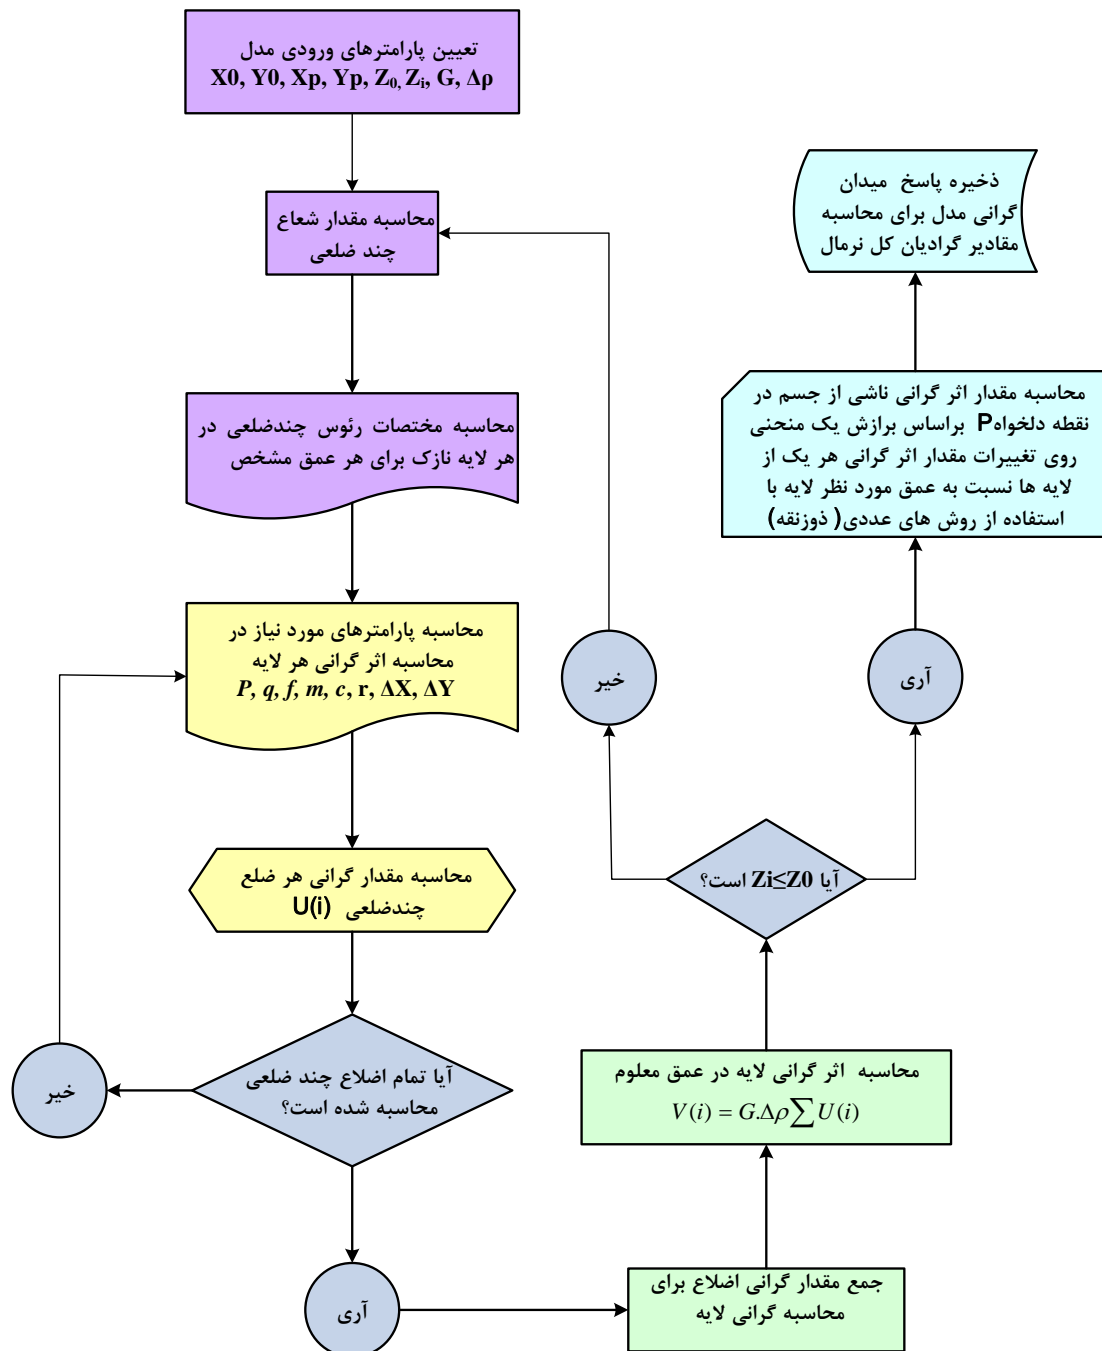 تعیین پارامترهای ورودی مدل
X0, Y0, Xp, Yp, Z₀, Zᵢ, G, Δρ
محاسبه مقدار شعاع
چند ضلعی
محاسبه مختصات رئوس چندضلعی در
هر لایه نازک برای هر عمق مشخص
محاسبه پارامترهای مورد نیاز در
محاسبه اثر گرانی هر لایه
P, q, f, m, c, r, ΔX, ΔY
محاسبه مقدار گرانی هر ضلع
چندضلعی U(i)
آیا تمام اضلاع چند ضلعی
محاسبه شده است؟
خیر
آری
جمع مقدار گرانی اضلاع برای
محاسبه گرانی لایه
محاسبه اثر گرانی لایه در عمق معلوم
V(i) = G.Δρ∑U(i)
آیا Zi≤Z0 است؟
خیر
آری
محاسبه مقدار اثر گرانی ناشی از جسم در
نقطه دلخواه P براساس برازش یک منحنی
روی تغییرات مقدار اثر گرانی هر یک از
لایه ها نسبت به عمق مورد نظر لایه با
استفاده از روش های عددی( ذوزنقه)
ذخیره پاسخ میدان
گرانی مدل برای محاسبه
مقادیر گرادیان کل نرمال